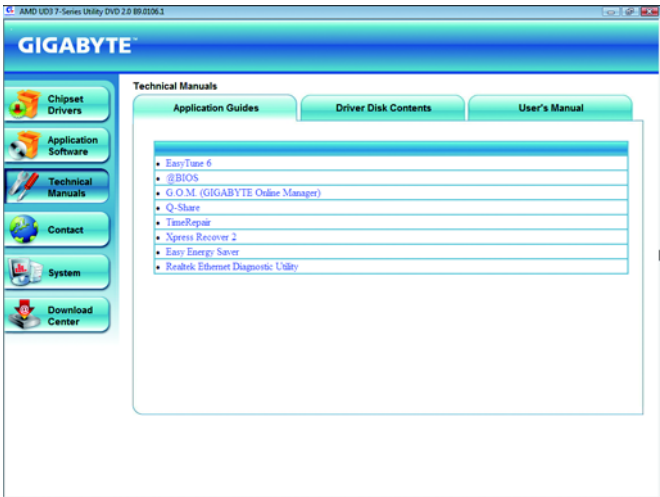 AMD UD3 7-Series Utility DVD 2.0 B9.0106.1
GIGABYTE™
Chipset
Drivers
Application
Software
Technical
Manuals
Contact
System
Download
Center
Technical Manuals
Application Guides
Driver Disk Contents
User's Manual
• EasyTune 6
• @BIOS
• G.O.M. (GIGABYTE Online Manager)
• Q-Share
• TimeRepair
• Xpress Recover 2
• Easy Energy Saver
• Realtek Ethernet Diagnostic Utility